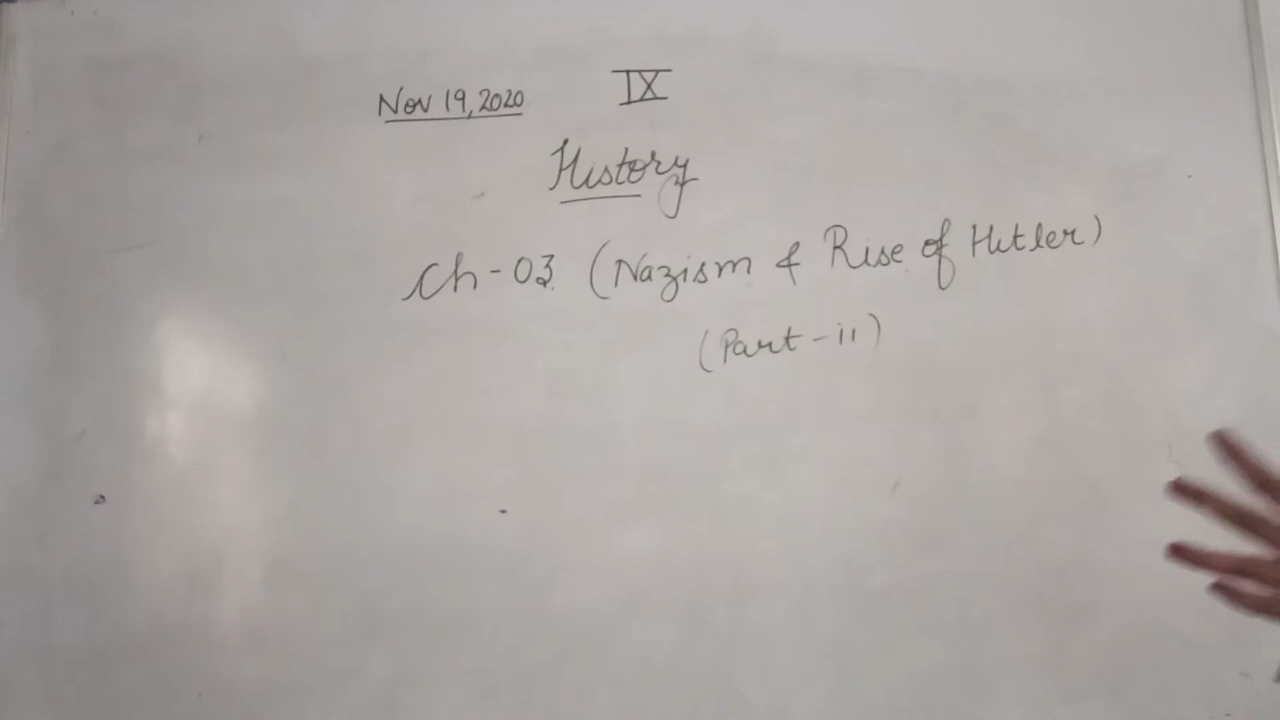 Nov 19, 2020
IX
History
Ch-03 (Nazism & Rise of Hitler)
(Part-ii)